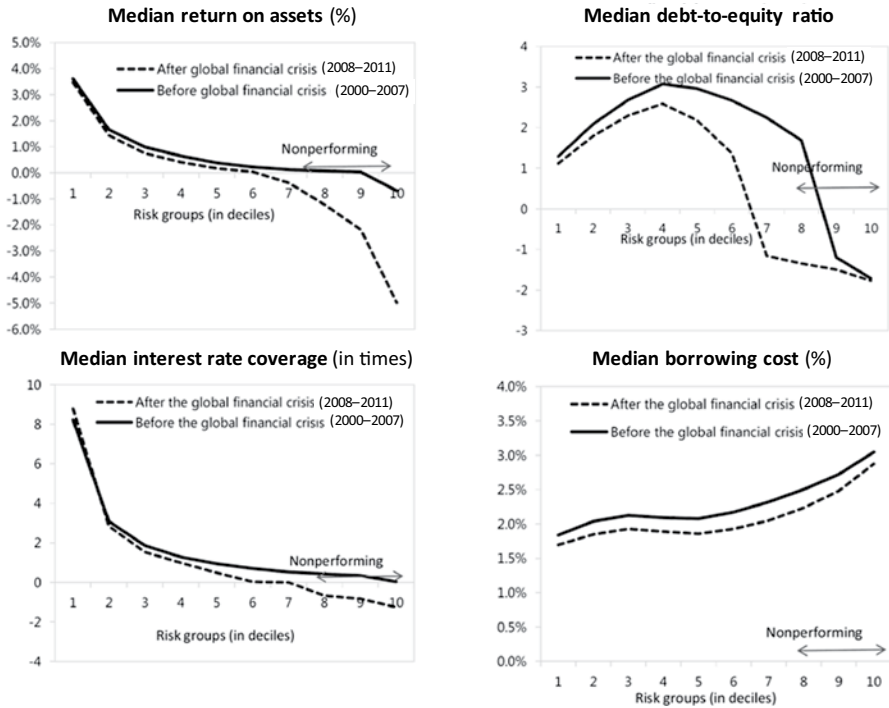 Median return on assets (%)
5.0%
4.0%
3.0%
2.0%
1.0%
0.0%
-1.0%
-2.0%
-3.0%
-4.0%
-5.0%
-6.0%
After global financial crisis (2008–2011)
Before global financial crisis (2000–2007)
Nonperforming
1 2 3 4 5 6 7 8 9 10
Risk groups (in deciles)
Median debt-to-equity ratio
4
3
2
1
0
-1
-2
-3
After the global financial crisis (2008–2011)
Before the global financial crisis (2000–2007)
Nonperforming
1 2 3 4 5 6 7 8 9 10
Risk groups (in deciles)
Median interest rate coverage (in times)
10
8
6
4
2
0
-2
-4
After the global financial crisis (2008–2011)
Before the global financial crisis (2000–2007)
Nonperforming
1 2 3 4 5 6 7 8 9 10
Risk groups (in deciles)
Median borrowing cost (%)
4.0%
3.5%
3.0%
2.5%
2.0%
1.5%
1.0%
0.5%
0.0%
After the global financial crisis (2008–2011)
Before the global financial crisis (2000–2007)
Nonperforming
1 2 3 4 5 6 7 8 9 10
Risk groups (in deciles)